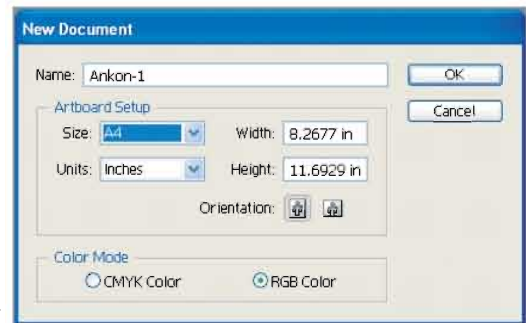 New Document
Name: Ankon-1 OK
Artboard Setup Cancel
Size: A4 Width: 8.2677 in
Units: Inches Height: 11.6929 in
Orientation:
Color Mode
CMYK Color RGB Color